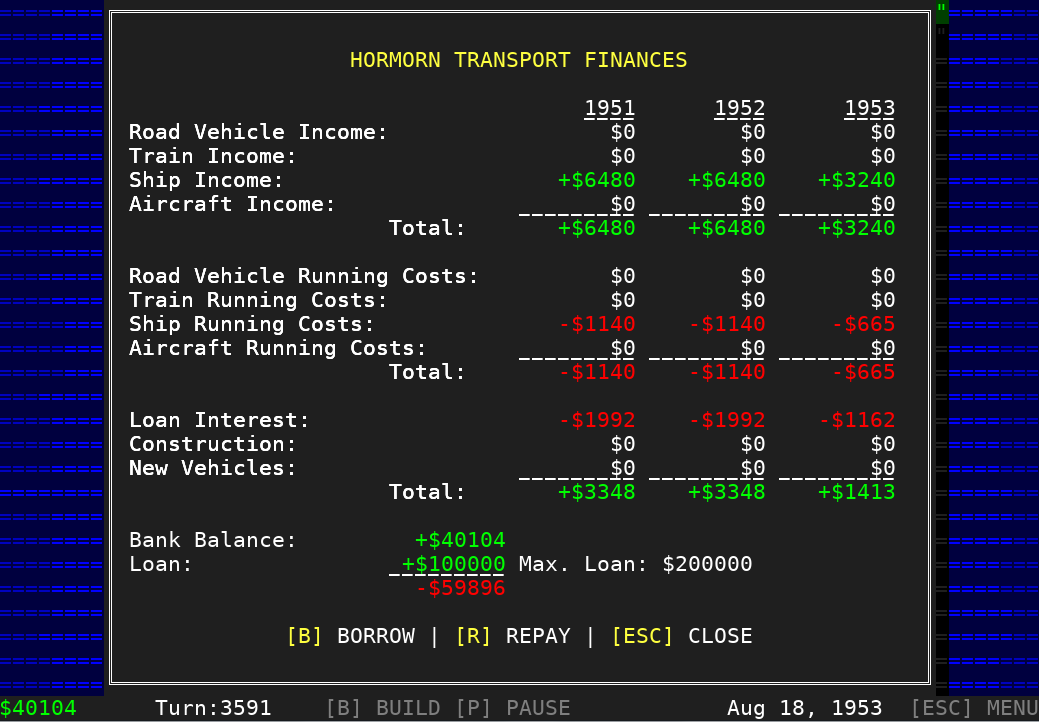 HORMORN TRANSPORT FINANCES
1951 1952 1953
Road Vehicle Income: $0 $0 $0
Train Income: $0 $0 $0
Ship Income: +$6480 +$6480 +$3240
Aircraft Income: $0 $0 $0
Total: +$6480 +$6480 +$3240
Road Vehicle Running Costs: $0 $0 $0
Train Running Costs: $0 $0 $0
Ship Running Costs: -$1140 -$1140 -$665
Aircraft Running Costs: $0 $0 $0
Total: -$1140 -$1140 -$665
Loan Interest: -$1992 -$1992 -$1162
Construction: $0 $0 $0
New Vehicles: $0 $0 $0
Total: +$3348 +$3348 +$1413
Bank Balance: +$40104
Loan: +$100000 Max. Loan: $200000
-$59896
[B] BORROW | [R] REPAY | [ESC] CLOSE
$40104 Turn:3591 [B] BUILD [P] PAUSE Aug 18, 1953 [ESC] MENU